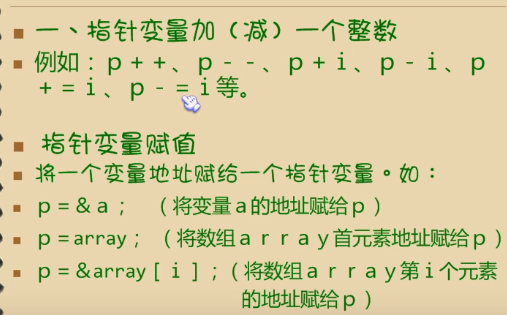 一、指针变量加（减）一个整数
例如：p++、p--、p+i、p-i、p
+=i、p-=i等。
指针变量赋值
将一个变量地址赋给一个指针变量。如：
p=&a；（将变量a的地址赋给p）
p=array；（将数组array首元素地址赋给p）
p=&array[i]；（将数组array第i个元素
的地址赋给p）